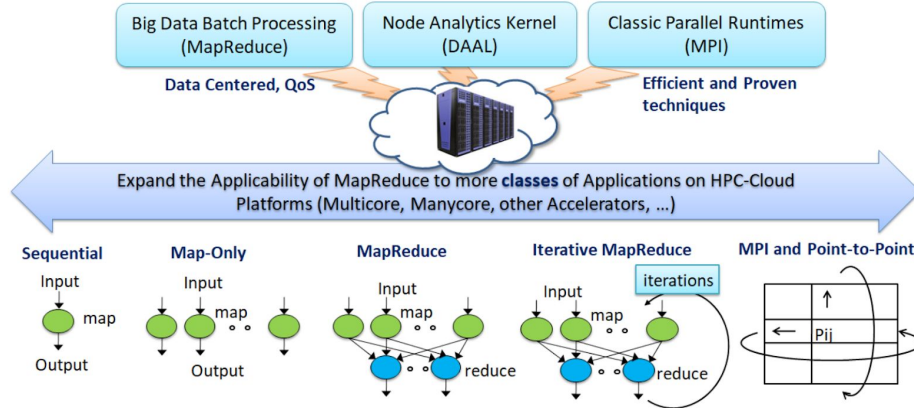 Big Data Batch Processing
(MapReduce)
Node Analytics Kernel
(DAAL)
Classic Parallel Runtimes
(MPI)
Data Centered, QoS
Efficient and Proven
techniques
Expand the Applicability of MapReduce to more classes of Applications on HPC-Cloud
Platforms (Multicore, Manycore, other Accelerators, ...)
Sequential
Input
map
Output
Map-Only
Input
map
Output
MapReduce
Input
map
reduce
Iterative MapReduce
iterations
Input
map
reduce
MPI and Point-to-Point
Pij